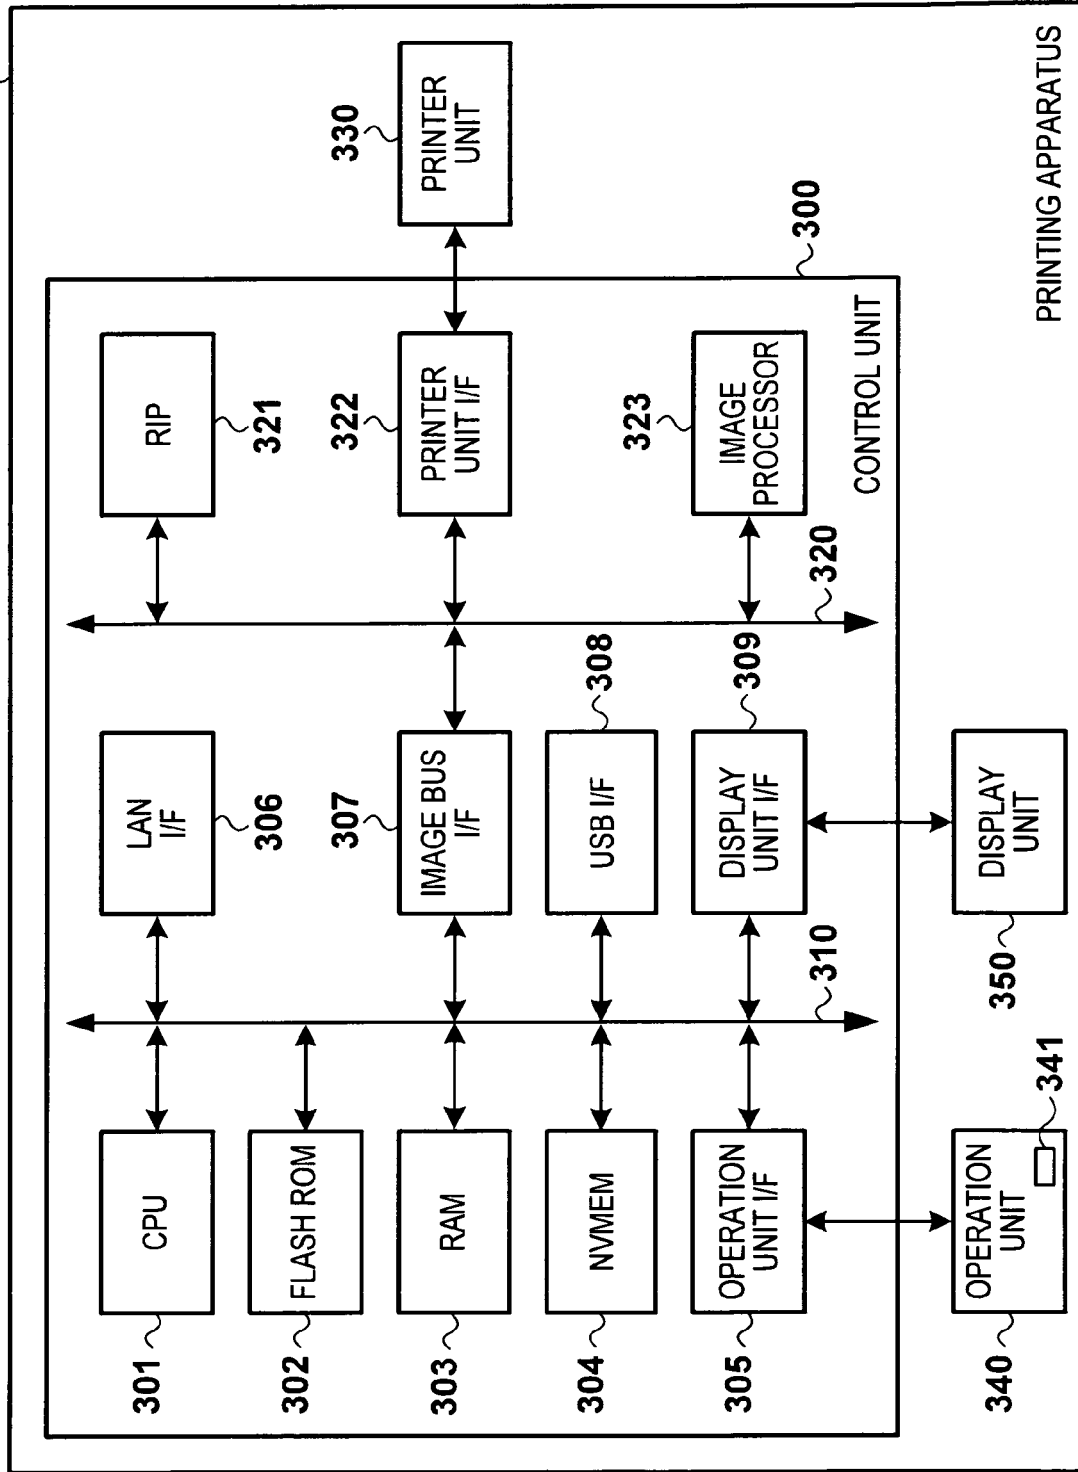 301
CPU
302
FLASH ROM
303
RAM
304
NVMEM
305
OPERATION
UNIT I/F
340
OPERATION
UNIT
341
310
LAN
I/F
306
307
IMAGE BUS
I/F
USB I/F
308
DISPLAY
UNIT I/F
309
350
DISPLAY
UNIT
320
RIP
321
322
PRINTER
UNIT I/F
323
IMAGE
PROCESSOR
CONTROL UNIT
300
330
PRINTER
UNIT
PRINTING APPARATUS